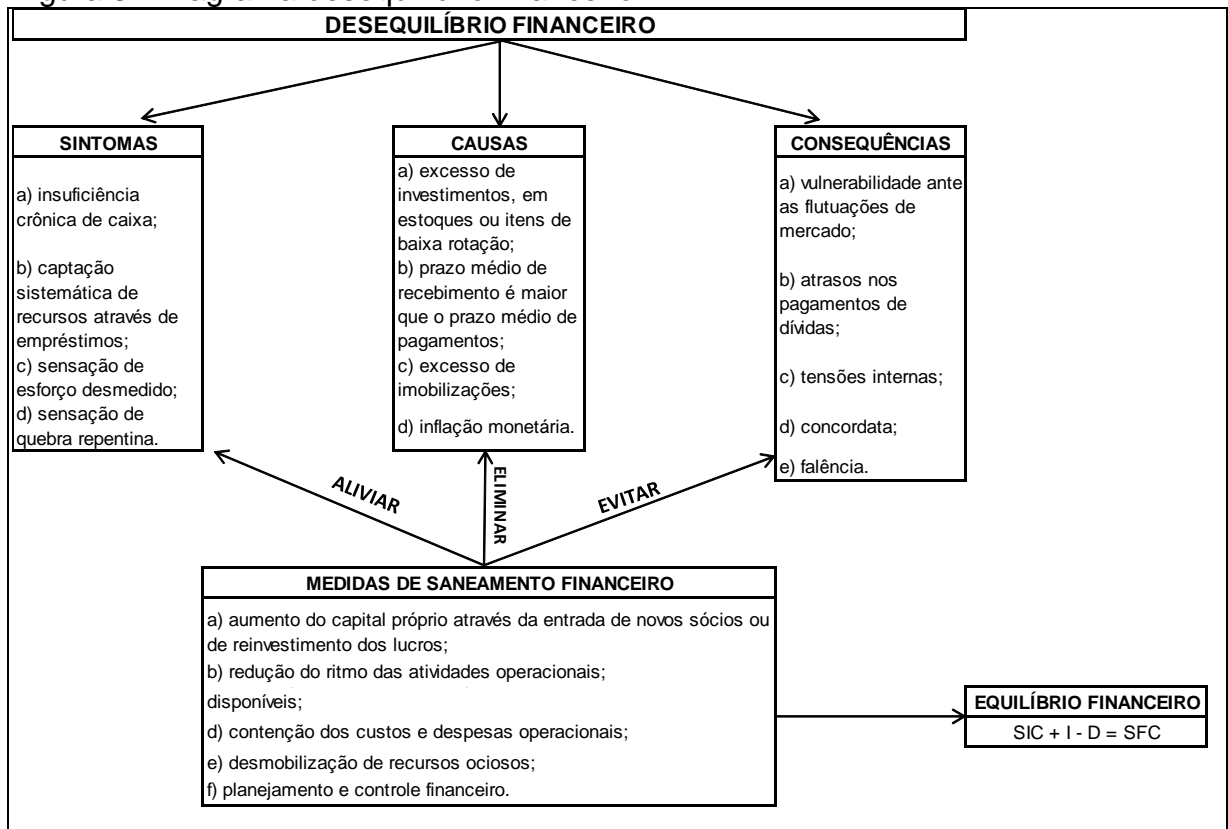 DESEQUILÍBRIO FINANCEIRO
SINTOMAS
a) insuficiência
crônica de caixa;
b) captação
sistemática de
recursos através de
empréstimos;
c) sensação de
esforço desmedido;
d) sensação de
quebra repentina.
CAUSAS
a) excesso de
investimentos, em
estoques ou itens de
baixa rotação;
b) prazo médio de
recebimento é maior
que o prazo médio de
pagamentos;
c) excesso de
imobilizações;
d) inflação monetária.
CONSEQUÊNCIAS
a) vulnerabilidade ante
as flutuações de
mercado;
b) atrasos nos
pagamentos de
dívidas;
c) tensões internas;
d) concordata;
e) falência.
ALIVIAR
ELIMINAR
EVITAR
MEDIDAS DE SANEAMENTO FINANCEIRO
a) aumento do capital próprio através da entrada de novos sócios ou
de reinvestimento dos lucros;
b) redução do ritmo das atividades operacionais;
disponíveis;
d) contenção dos custos e despesas operacionais;
e) desmobilização de recursos ociosos;
f) planejamento e controle financeiro.
EQUILÍBRIO FINANCEIRO
SIC + I - D = SFC